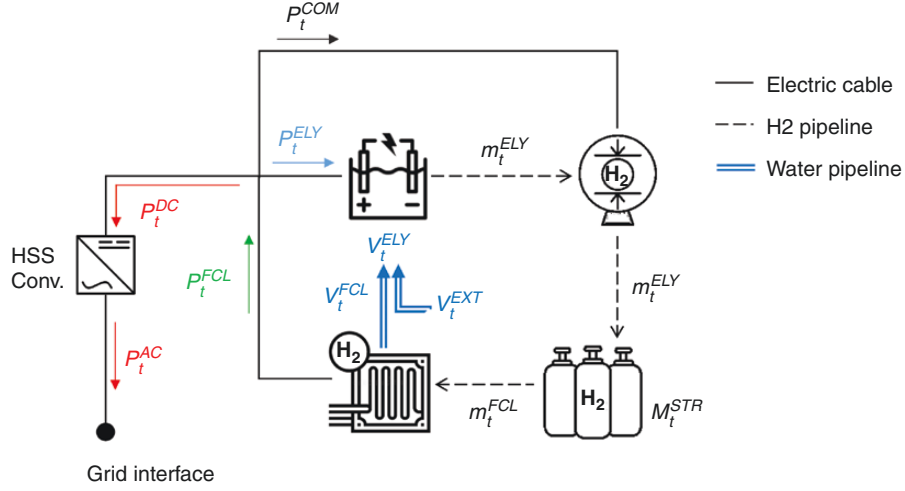 P_t^{COM}
Electric cable
H2 pipeline
Water pipeline
P_t^{ELY}
m_t^{ELY}
H₂
+ −
P_t^{DC}
HSS
Conv.
P_t^{FCL}
V_t^{ELY}
V_t^{FCL}
V_t^{EXT}
m_t^{ELY}
P_t^{AC}
H₂
H₂
m_t^{FCL}
M_t^{STR}
Grid interface